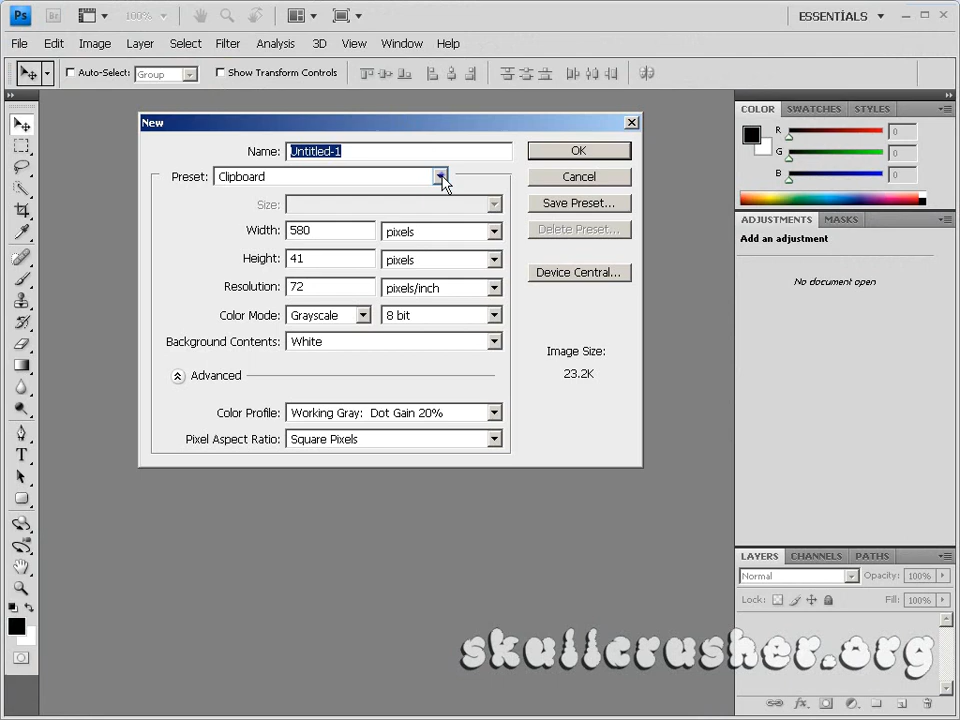 Ps Br 100% ESSENTIALS
File Edit Image Layer Select Filter Analysis 3D View Window Help
Auto-Select: Group Show Transform Controls
COLOR SWATCHES STYLES
R 0
G 0
B 0
ADJUSTMENTS MASKS
Add an adjustment
No document open
New
Name: Untitled-1 OK
Preset: Clipboard Cancel
Size: Save Preset...
Width: 580 pixels Delete Preset...
Height: 41 pixels
Device Central...
Resolution: 72 pixels/inch
Color Mode: Grayscale 8 bit
Background Contents: White
Image Size:
23.2K
Advanced
Color Profile: Working Gray: Dot Gain 20%
Pixel Aspect Ratio: Square Pixels
T
LAYERS CHANNELS PATHS
Normal Opacity: 100%
Lock: Fill: 100%
skullcrusher.org
fx.